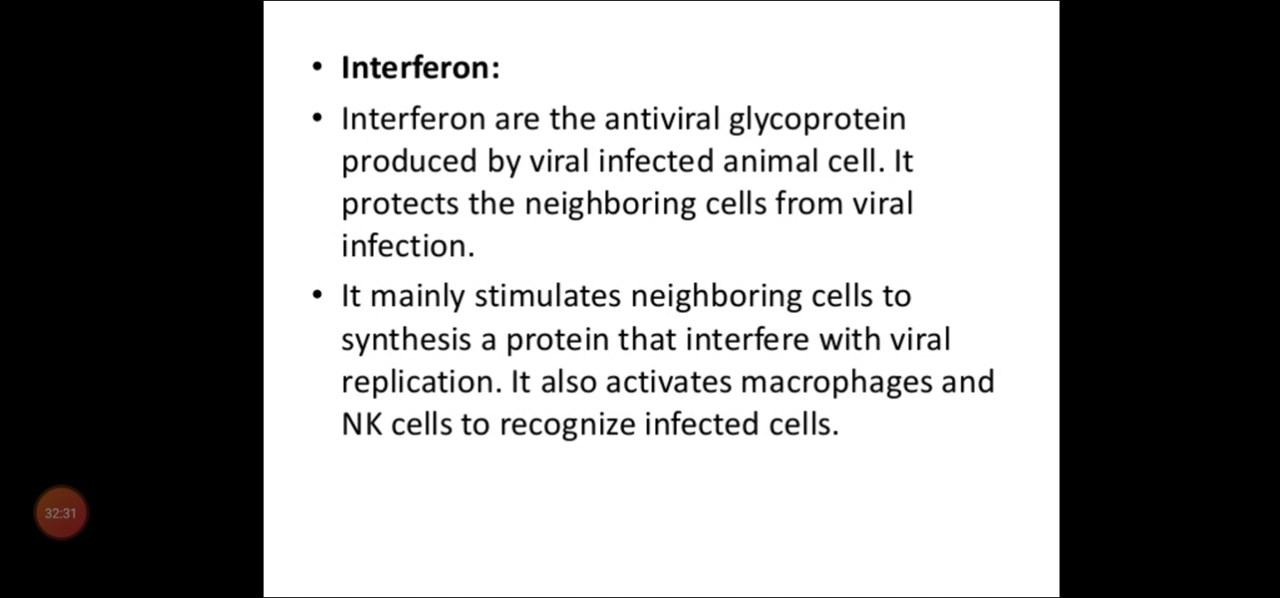 • Interferon:
• Interferon are the antiviral glycoprotein
produced by viral infected animal cell. It
protects the neighboring cells from viral
infection.
• It mainly stimulates neighboring cells to
synthesis a protein that interfere with viral
replication. It also activates macrophages and
NK cells to recognize infected cells.
32:31